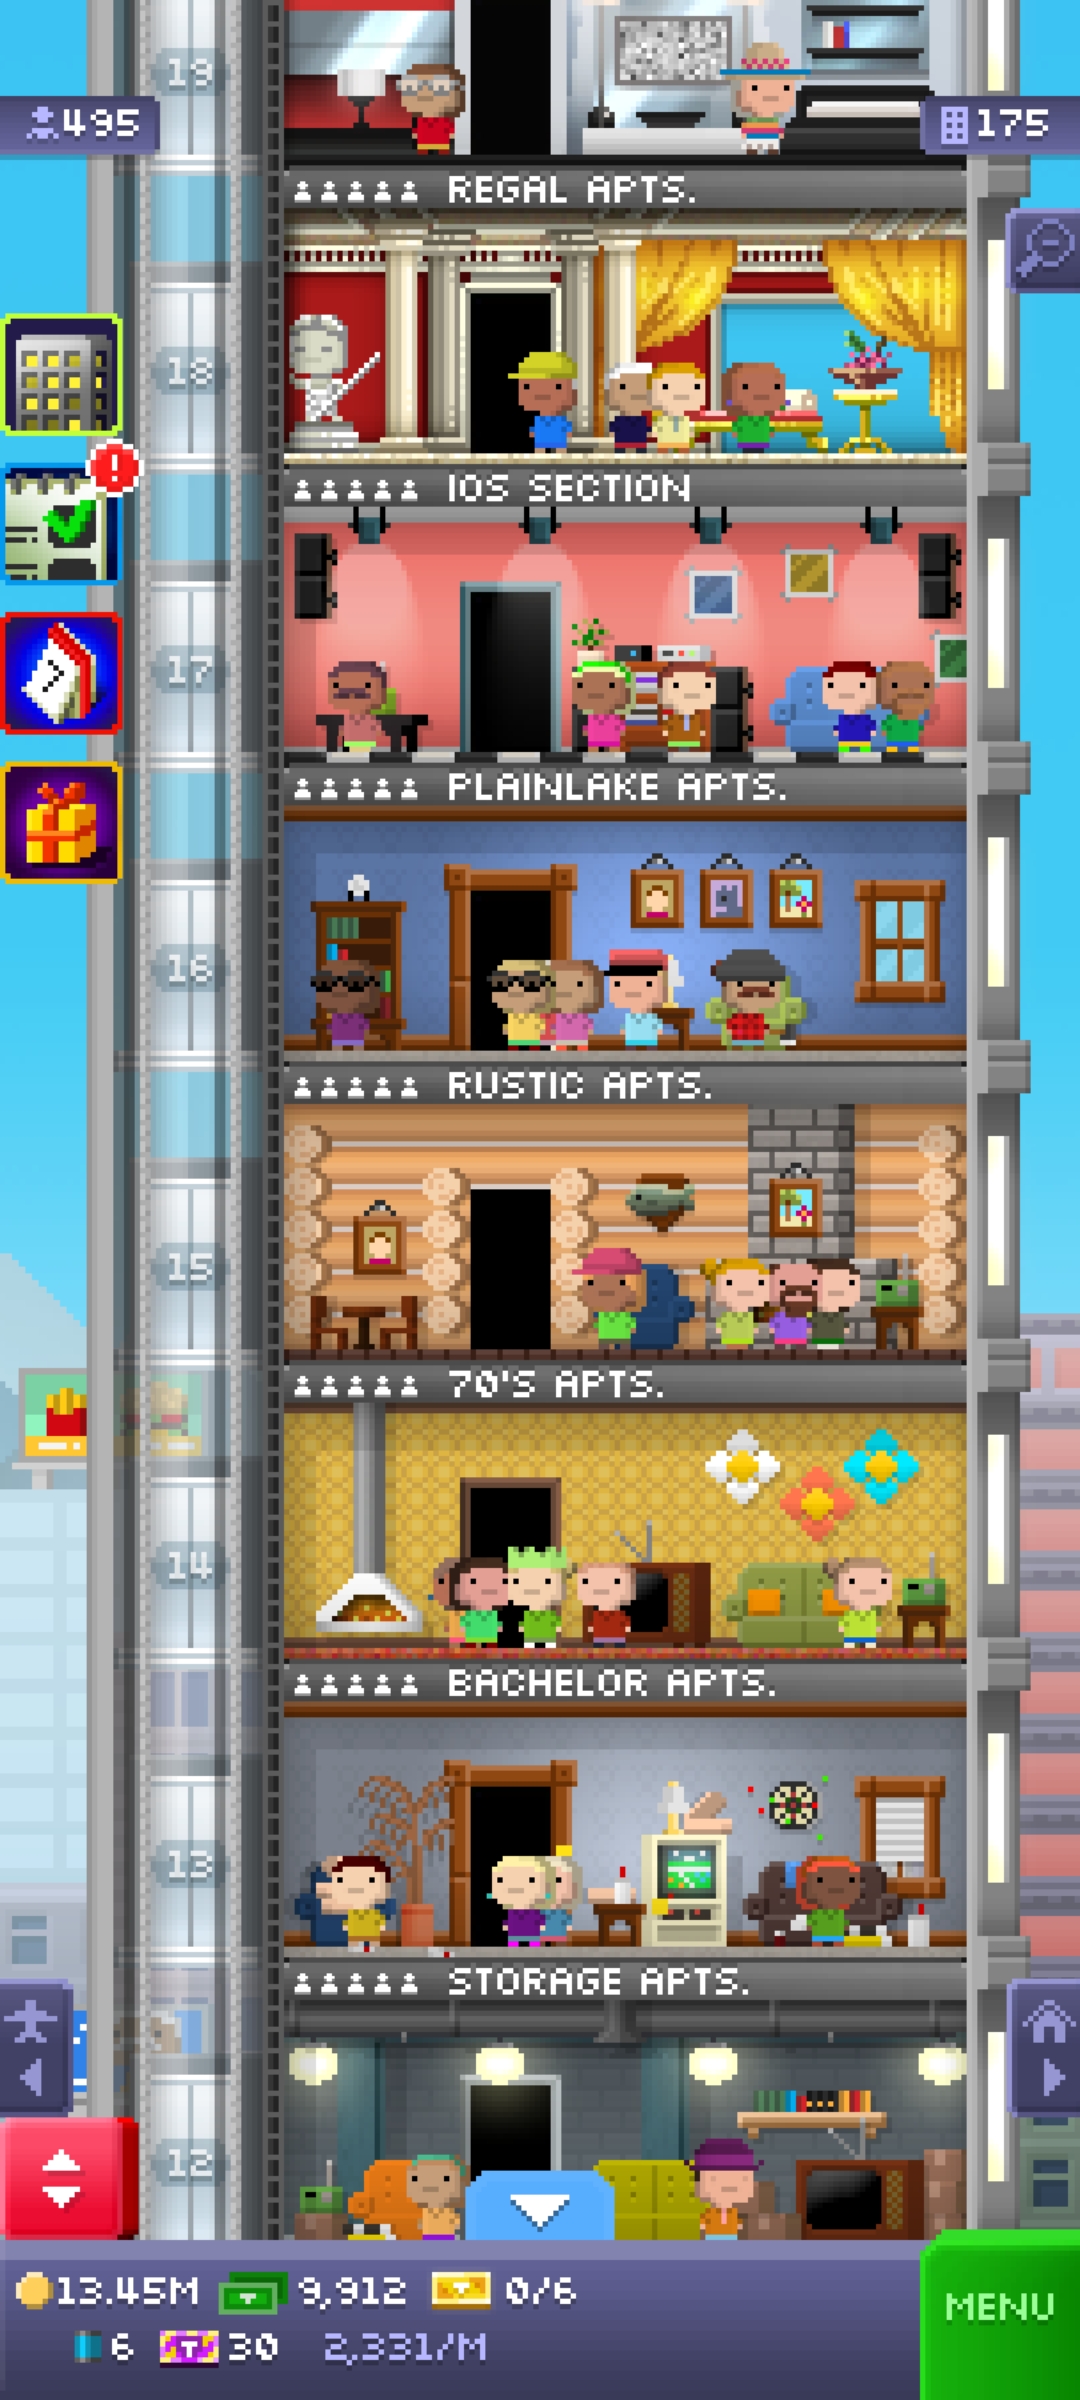 19
495
175
REGAL APTS.
18
IOS SECTION
17
PLAINLAKE APTS.
16
RUSTIC APTS.
15
70'S APTS.
14
BACHELOR APTS.
13
STORAGE APTS.
12
13.45M 9,912 0/6
6 T 30 2,331/M
MENU